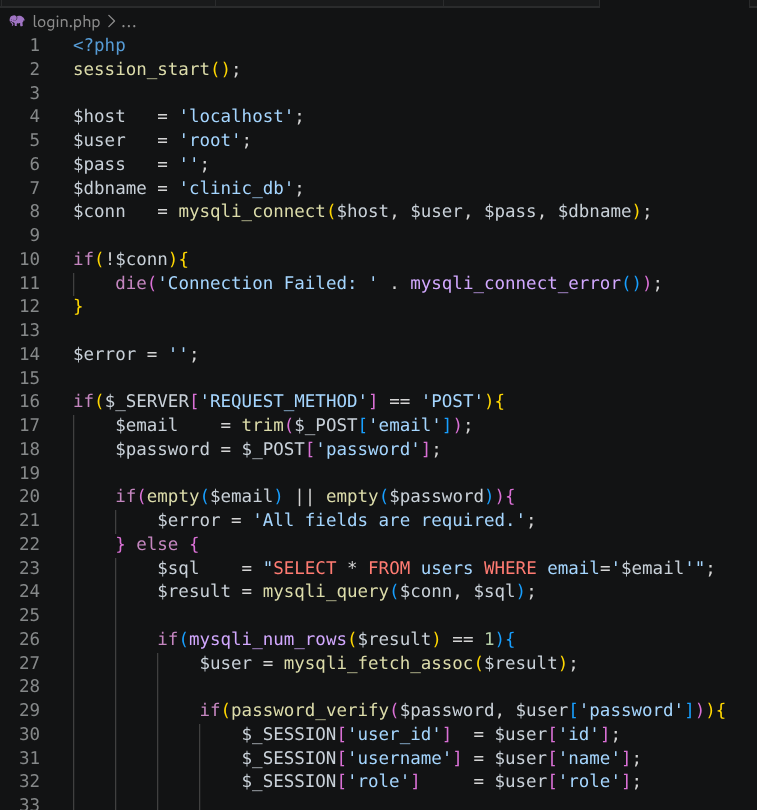 login.php > ...
1 <?php
2 session_start();
3
4 $host   = 'localhost';
5 $user   = 'root';
6 $pass   = '';
7 $dbname = 'clinic_db';
8 $conn   = mysqli_connect($host, $user, $pass, $dbname);
9
10 if(!$conn){
11     die('Connection Failed: ' . mysqli_connect_error());
12 }
13
14 $error = '';
15
16 if($_SERVER['REQUEST_METHOD'] == 'POST'){
17     $email    = trim($_POST['email']);
18     $password = $_POST['password'];
19
20     if(empty($email) || empty($password)){
21         $error = 'All fields are required.';
22     } else {
23         $sql    = "SELECT * FROM users WHERE email='$email'";
24         $result = mysqli_query($conn, $sql);
25
26         if(mysqli_num_rows($result) == 1){
27             $user = mysqli_fetch_assoc($result);
28
29             if(password_verify($password, $user['password'])){
30                 $_SESSION['user_id']  = $user['id'];
31                 $_SESSION['username'] = $user['name'];
32                 $_SESSION['role']     = $user['role'];
33